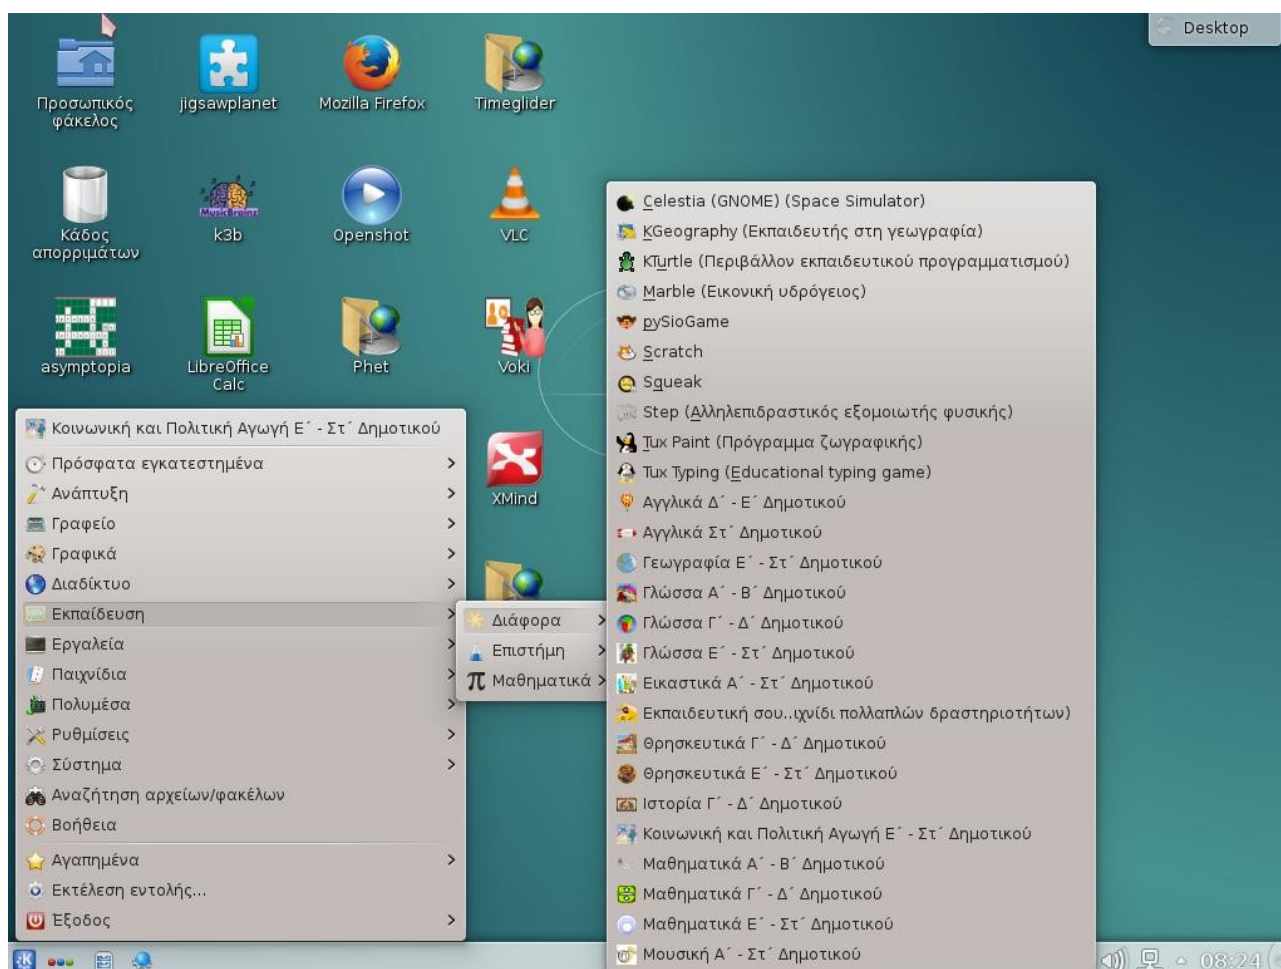 Desktop
Προσωπικός
φάκελος
jigsawplanet
Mozilla Firefox
Timeglider
Κάδος
απορριμάτων
MusicBrainz
k3b
Openshot
VLC
asymptopia
LibreOffice
Calc
Phet
Voki
XMind
Κοινωνική και Πολιτική Αγωγή Ε΄ - Στ΄ Δημοτικού
Πρόσφατα εγκατεστημένα
Ανάπτυξη
Γραφείο
Γραφικά
Διαδίκτυο
Εκπαίδευση
Εργαλεία
Παιχνίδια
Πολυμέσα
Ρυθμίσεις
Σύστημα
Αναζήτηση αρχείων/φακέλων
Βοήθεια
Αγαπημένα
Εκτέλεση εντολής...
Έξοδος
Διάφορα
Επιστήμη
Μαθηματικά
Celestia (GNOME) (Space Simulator)
KGeography (Εκπαιδευτής στη γεωγραφία)
KTurtle (Περιβάλλον εκπαιδευτικού προγραμματισμού)
Marble (Εικονική υδρόγειος)
pySioGame
Scratch
Squeak
Step (Αλληλεπιδραστικός εξομοιωτής φυσικής)
Tux Paint (Πρόγραμμα ζωγραφικής)
Tux Typing (Educational typing game)
Αγγλικά Δ΄ - Ε΄ Δημοτικού
Αγγλικά Στ΄ Δημοτικού
Γεωγραφία Ε΄ - Στ΄ Δημοτικού
Γλώσσα Α΄ - Β΄ Δημοτικού
Γλώσσα Γ΄ - Δ΄ Δημοτικού
Γλώσσα Ε΄ - Στ΄ Δημοτικού
Εικαστικά Α΄ - Στ΄ Δημοτικού
Εκπαιδευτική σου..ιχνίδι πολλαπλών δραστηριοτήτων)
Θρησκευτικά Γ΄ - Δ΄ Δημοτικού
Θρησκευτικά Ε΄ - Στ΄ Δημοτικού
Ιστορία Γ΄ - Δ΄ Δημοτικού
Κοινωνική και Πολιτική Αγωγή Ε΄ - Στ΄ Δημοτικού
Μαθηματικά Α΄ - Β΄ Δημοτικού
Μαθηματικά Γ΄ - Δ΄ Δημοτικού
Μαθηματικά Ε΄ - Στ΄ Δημοτικού
Μουσική Α΄ - Στ΄ Δημοτικού
08:24